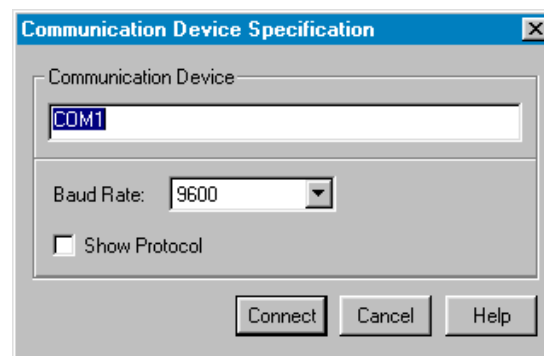 Communication Device Specification
Communication Device
COM1
Baud Rate: 9600
Show Protocol
Connect Cancel Help